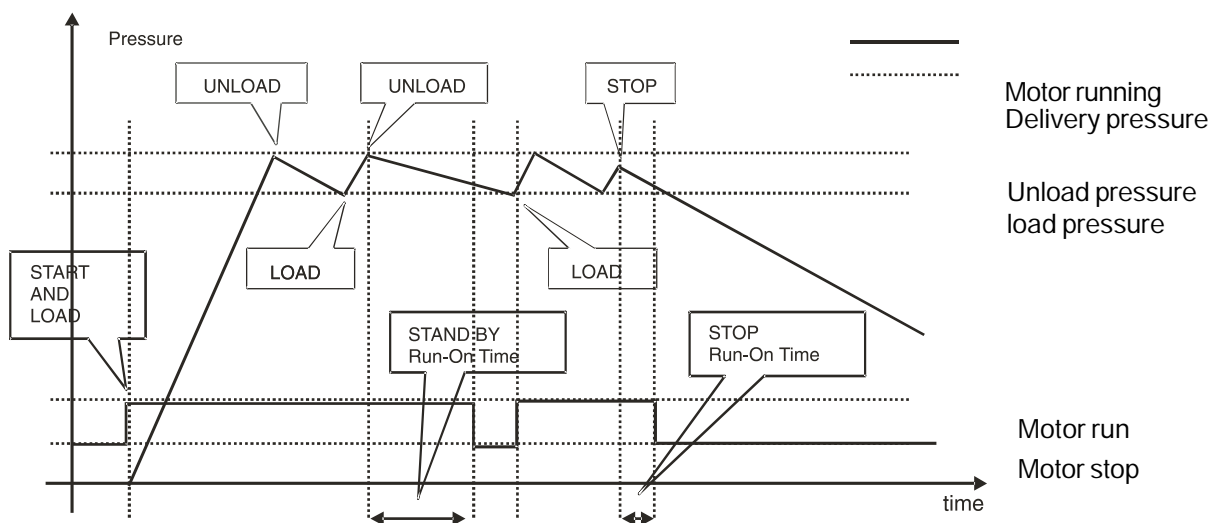 Pressure
UNLOAD
UNLOAD
STOP
Motor running
Delivery pressure
Unload pressure
load pressure
START
AND
LOAD
LOAD
LOAD
STAND BY
Run-On Time
STOP
Run-On Time
Motor run
Motor stop
time